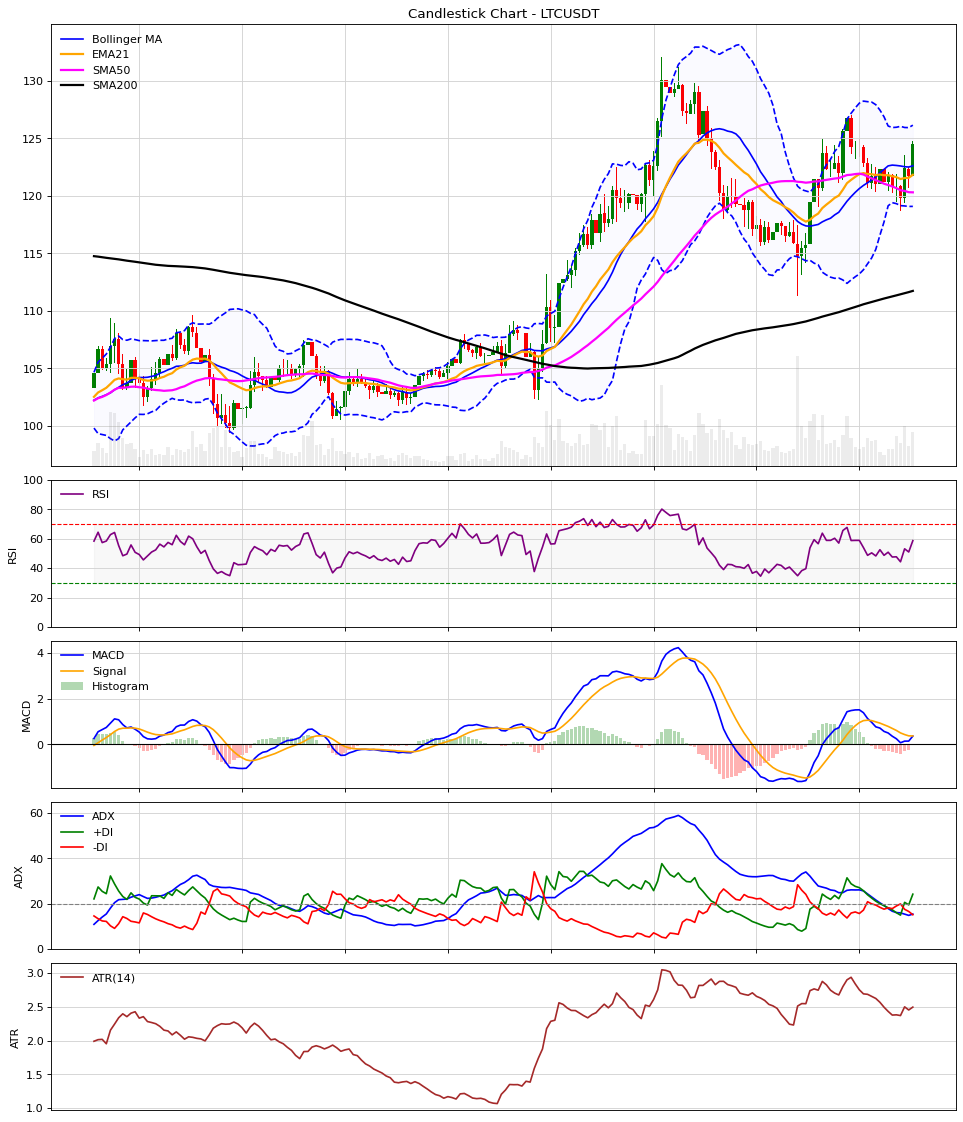 Candlestick Chart - LTCUSDT
Bollinger MA
EMA21
SMA50
SMA200
130
125
120
115
110
105
100
RSI
100
80
60
40
20
0
RSI
MACD
Signal
Histogram
4
2
0
MACD
ADX
+DI
-DI
60
40
20
0
ADX
ATR(14)
3.0
2.5
2.0
1.5
1.0
ATR